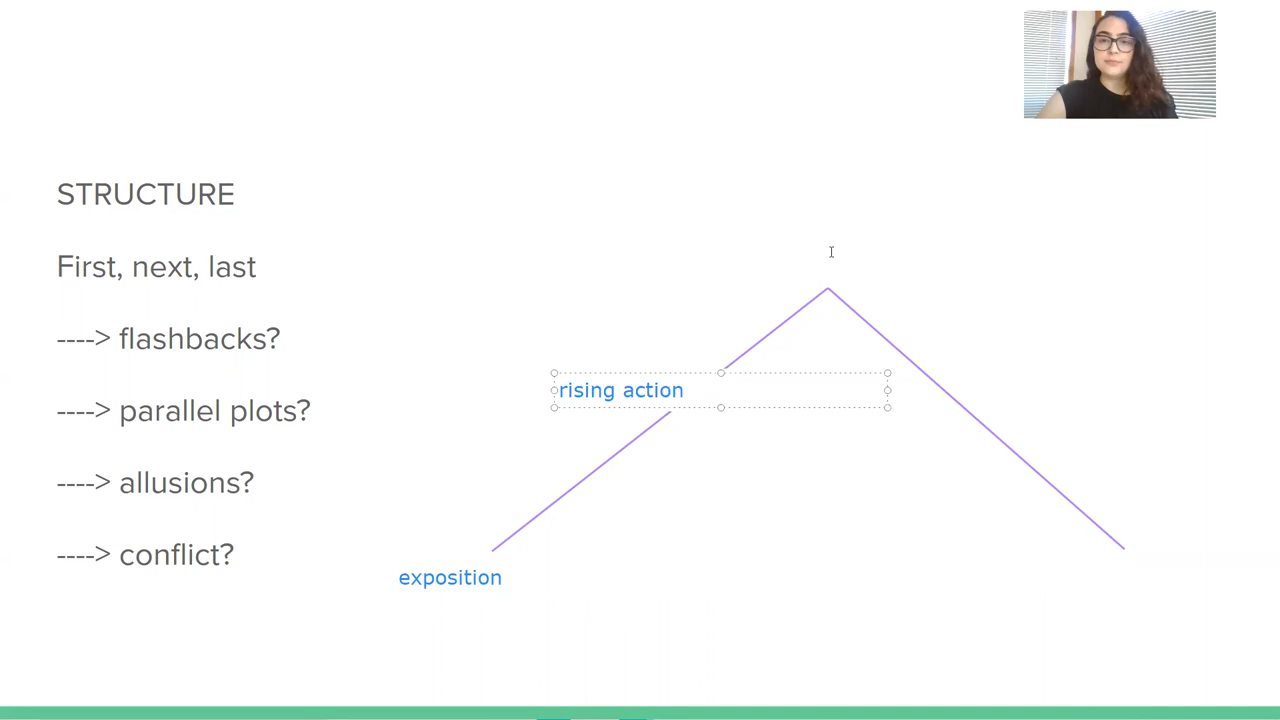 STRUCTURE
First, next, last
----> flashbacks?
----> parallel plots?
----> allusions?
----> conflict?
rising action
exposition